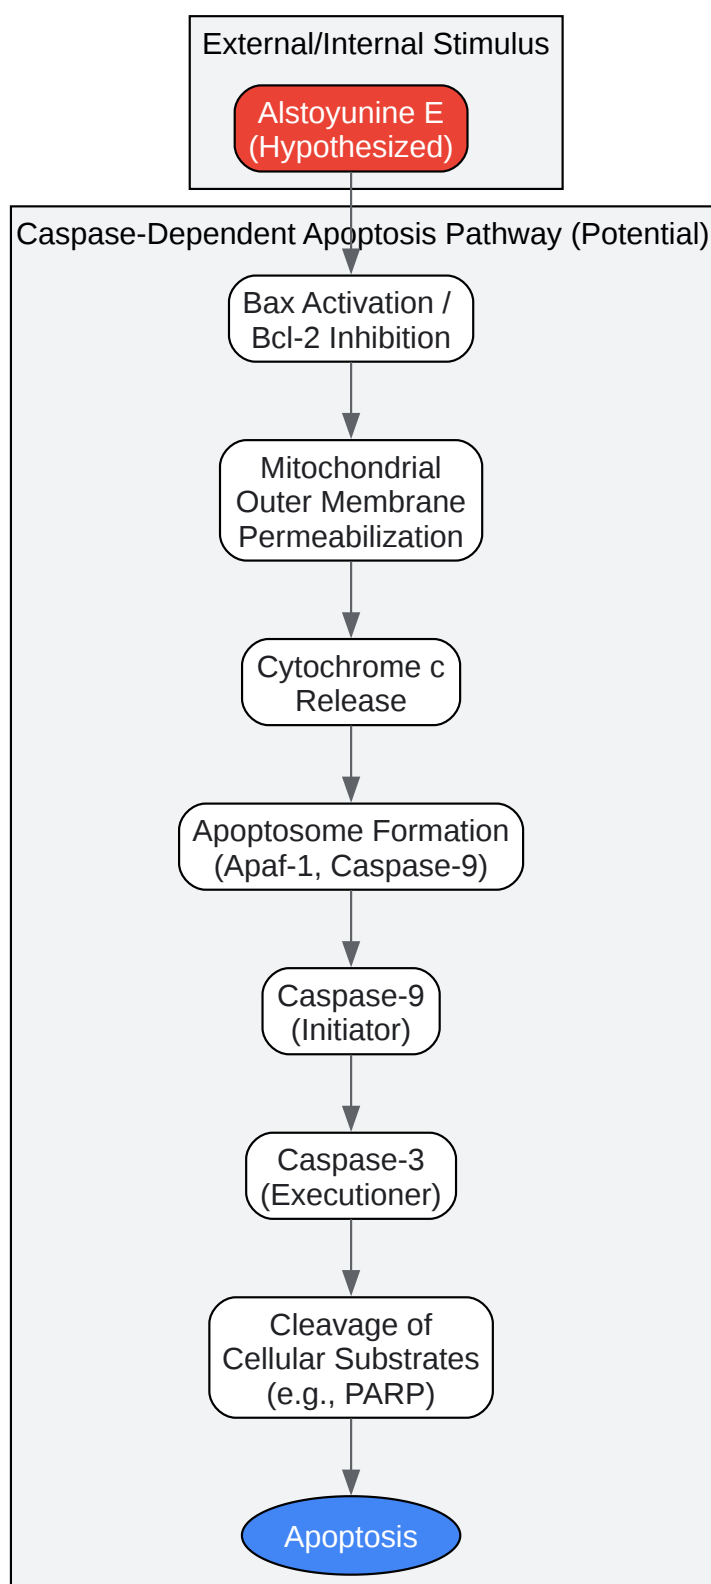 External/Internal Stimulus
Alstoyunine E
(Hypothesized)
Caspase-Dependent Apoptosis Pathway (Potential)
Bax Activation /
Bcl-2 Inhibition
Mitochondrial
Outer Membrane
Permeabilization
Cytochrome c
Release
Apoptosome Formation
(Apaf-1, Caspase-9)
Caspase-9
(Initiator)
Caspase-3
(Executioner)
Cleavage of
Cellular Substrates
(e.g., PARP)
Apoptosis